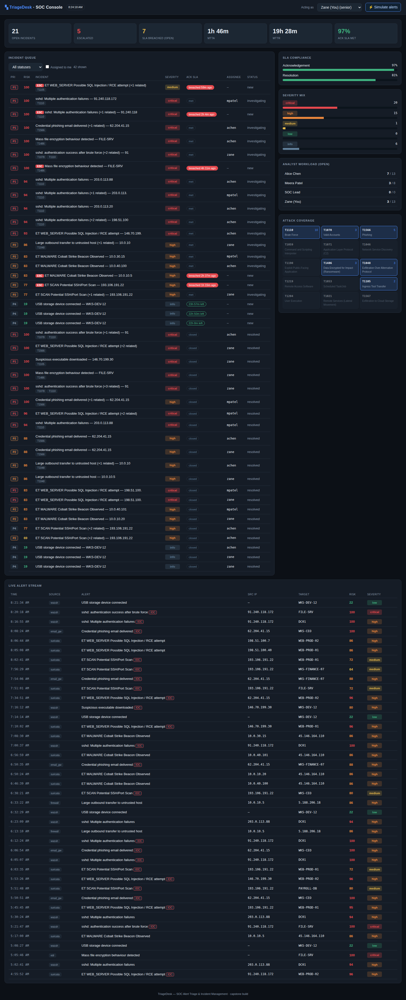 TriageDesk · SOC Console 8:24:18 AM Acting as Zane (You) (senior) ⚡ Simulate alerts
21 5 7 1h 46m 19h 28m 97%
OPEN INCIDENTS ESCALATED SLA BREACHED (OPEN) MTTA MTTR ACK SLA MET
INCIDENT QUEUE
All statuses Assigned to me 42 shown
PRI RISK INCIDENT SEVERITY ACK SLA ASSIGNEE STATUS
P1 100 ESC ET WEB_SERVER Possible SQL Injection / RCE attempt (+1 related) medium breached 59m ago – new
T1105
P1 100 sshd: Multiple authentication failures — 91.240.118.172 critical met mpatel investigating
T1110
P1 100 ESC sshd: Multiple authentication failures (+1 related) — 91.240.118 critical breached 2h 4m ago – new
T1110
P1 100 Credential phishing email delivered (+1 related) — 62.204.41.15 critical met achen investigating
T1566
P1 100 Mass file encryption behaviour detected — FILE-SRV critical met achen investigating
T1486
P1 100 sshd: authentication success after brute force (+2 related) — 91 critical met zane investigating
T1078 T1110
P1 100 ESC Mass file encryption behaviour detected — FILE-SRV critical breached 4h 11m ago – new
T1486
P1 94 sshd: Multiple authentication failures — 203.0.113.88 critical met achen investigating
T1110
P1 94 sshd: Multiple authentication failures (+1 related) — 203.0.113. critical met mpatel investigating
T1110
P1 94 sshd: Multiple authentication failures — 203.0.113.20 critical met achen investigating
T1110
P1 94 sshd: Multiple authentication failures (+2 related) — 198.51.100 critical met achen investigating
T1110
P1 93 ET WEB_SERVER Possible SQL Injection / RCE attempt — 146.70.199. critical met achen investigating
P2 86 Large outbound transfer to untrusted host (+1 related) — 10.0.10 high met zane investigating
T1048
P2 83 ET MALWARE Cobalt Strike Beacon Observed — 10.0.30.15 high met mpatel investigating
P2 83 ET MALWARE Cobalt Strike Beacon Observed — 10.0.40.100 high met achen investigating
P2 83 ESC ET MALWARE Cobalt Strike Beacon Observed — 10.0.10.5 high breached 2h 37m ago – new
P2 77 ESC ET SCAN Potential SSH/Port Scan — 193.106.191.22 high breached 1h 15m ago – new
P2 77 ET SCAN Potential SSH/Port Scan (+1 related) — 193.106.191.22 high met zane investigating
P4 19 USB storage device connected — WKS-DEV-12 info 23h 57m left – new
P4 19 USB storage device connected — WKS-DEV-12 info 22h 50m left – new
P4 19 USB storage device connected — WKS-DEV-12 info 22h 8m left – new
P1 100 sshd: authentication success after brute force (+1 related) — 91 critical closed achen resolved
T1078 T1110
P1 100 ET WEB_SERVER Possible SQL Injection / RCE attempt (+2 related) critical closed zane resolved
T1566
P1 100 Suspicious executable downloaded — 146.70.199.30 critical closed zane resolved
T1105
P1 100 Mass file encryption behaviour detected — FILE-SRV critical closed zane resolved
T1486
P1 100 sshd: authentication success after brute force (+3 related) — 91 critical closed zane resolved
T1078 T1110
P1 100 Credential phishing email delivered (+1 related) — 62.204.41.15 high closed mpatel resolved
T1566
P1 96 ET WEB_SERVER Possible SQL Injection / RCE attempt (+2 related) critical closed mpatel resolved
P1 94 sshd: Multiple authentication failures — 203.0.113.88 critical closed mpatel resolved
T1110
P2 88 Credential phishing email delivered — 62.204.41.15 high closed achen resolved
T1566
P2 88 Credential phishing email delivered — 62.204.41.15 high closed zane resolved
T1566
P2 86 Large outbound transfer to untrusted host (+1 related) — 10.0.10 high closed achen resolved
T1048
P2 86 Large outbound transfer to untrusted host — 10.0.10.5 high closed zane resolved
T1048
P1 83 ET WEB_SERVER Possible SQL Injection / RCE attempt — 198.51.100. critical closed mpatel resolved
P1 83 ET WEB_SERVER Possible SQL Injection / RCE attempt — 198.51.100. critical closed zane resolved
P2 83 ET MALWARE Cobalt Strike Beacon Observed — 10.0.40.101 high closed mpatel resolved
P2 83 ET MALWARE Cobalt Strike Beacon Observed — 10.0.10.20 high closed zane resolved
P4 77 ET SCAN Potential SSH/Port Scan (+2 related) — 193.106.191.22 high closed achen resolved
P2 69 ET SCAN Potential SSH/Port Scan (+2 related) — 193.106.191.22 high closed achen resolved
P4 19 USB storage device connected — WKS-DEV-12 info closed achen resolved
P4 19 USB storage device connected — WKS-DEV-12 info closed zane resolved
P4 19 USB storage device connected — WKS-DEV-12 info closed zane resolved
SLA COMPLIANCE
Acknowledgement 97%
Resolution 81%
SEVERITY MIX
critical 20
high 15
medium 1
low 0
info 6
ANALYST WORKLOAD (OPEN)
Alice Chen 7 / 13
Meera Patel 3 / 8
SOC Lead 0 / 0
Zane (You) 3 / 13
ATT&CK COVERAGE
T1110 10 T1078 3 T1566 5
Brute Force Valid Accounts Phishing
T1059 T1071 T1046
Command and Scripting Interpreter Application Layer Protocol (C2) Network Service Discovery
T1190 T1486 3 T1048 3
Exploit Public-Facing Application Data Encrypted for Impact (Ransomware) Exfiltration Over Alternative Protocol
T1219 T1053 T1105 2
Remote Access Software Scheduled Task/Job Ingress Tool Transfer
T1204 T1021 T1567
User Execution Remote Services (Lateral Movement) Exfiltration to Cloud Storage
LIVE ALERT STREAM
TIME SOURCE ALERT SRC IP TARGET RISK SEVERITY
8:21:34 AM wazuh USB storage device connected — WKS-DEV-12 22 low
8:20:18 AM wazuh sshd: authentication success after brute force IOC 91.240.118.172 FILE-SRV 100 critical
8:16:55 AM wazuh sshd: Multiple authentication failures IOC 91.240.118.172 DC01 100 high
8:08:24 AM email_gw Credential phishing email delivered IOC 62.204.41.15 WKS-CEO 100 high
8:06:44 AM suricata ET WEB_SERVER Possible SQL Injection / RCE attempt 198.51.100.7 WEB-PROD-02 86 high
8:05:08 AM suricata ET WEB_SERVER Possible SQL Injection / RCE attempt 198.51.100.40 WEB-PROD-01 86 high
8:02:41 AM suricata ET SCAN Potential SSH/Port Scan IOC 193.106.191.22 WEB-PROD-01 72 medium
7:56:29 AM suricata ET SCAN Potential SSH/Port Scan IOC 193.106.191.22 WKS-FINANCE-07 64 medium
7:54:06 AM email_gw Credential phishing email delivered IOC 62.204.41.15 WKS-FINANCE-07 88 high
7:51:01 AM suricata ET SCAN Potential SSH/Port Scan IOC 193.106.191.22 FILE-SRV 72 medium
7:34:51 AM suricata ET WEB_SERVER Possible SQL Injection / RCE attempt IOC 62.204.41.15 WEB-PROD-02 96 high
7:16:12 AM wazuh Suspicious executable downloaded IOC 146.70.199.30 WKS-DEV-12 80 high
7:14:14 AM wazuh USB storage device connected — WKS-DEV-12 22 low
7:10:02 AM suricata ET WEB_SERVER Possible SQL Injection / RCE attempt IOC 146.70.199.30 WEB-PROD-01 96 high
7:08:30 AM suricata ET MALWARE Cobalt Strike Beacon Observed 10.0.30.15 45.146.164.110 86 high
7:00:37 AM wazuh sshd: Multiple authentication failures IOC 91.240.118.172 DC01 100 high
6:56:59 AM suricata ET MALWARE Cobalt Strike Beacon Observed 10.0.40.101 45.146.164.110 86 high
6:50:35 AM email_gw Credential phishing email delivered IOC 62.204.41.15 WKS-FINANCE-07 88 high
6:50:24 AM suricata ET MALWARE Cobalt Strike Beacon Observed 10.0.10.20 45.146.164.110 86 high
6:46:39 AM suricata ET MALWARE Cobalt Strike Beacon Observed 10.0.40.100 45.146.164.110 86 high
6:38:21 AM suricata ET SCAN Potential SSH/Port Scan IOC 193.106.191.22 WKS-CEO 80 medium
6:33:22 AM firewall Large outbound transfer to untrusted host 10.0.10.5 5.188.206.18 86 high
6:32:29 AM wazuh USB storage device connected — WKS-DEV-12 22 low
6:23:09 AM wazuh sshd: Multiple authentication failures 203.0.113.88 DC01 94 high
6:13:10 AM firewall Large outbound transfer to untrusted host 10.0.10.5 5.188.206.18 86 high
6:12:24 AM wazuh sshd: Multiple authentication failures IOC 91.240.118.172 DC01 100 high
6:06:54 AM email_gw Credential phishing email delivered IOC 62.204.41.15 WKS-CEO 100 high
6:05:07 AM wazuh sshd: Multiple authentication failures IOC 91.240.118.172 DC01 100 high
6:03:35 AM suricata ET SCAN Potential SSH/Port Scan IOC 193.106.191.22 WEB-PROD-01 72 medium
5:53:26 AM suricata ET WEB_SERVER Possible SQL Injection / RCE attempt IOC 146.70.199.30 WEB-PROD-02 96 high
5:51:48 AM suricata ET SCAN Potential SSH/Port Scan IOC 193.106.191.22 PAYROLL-DB 80 medium
5:50:51 AM email_gw Credential phishing email delivered IOC 62.204.41.15 WKS-CEO 100 high
5:45:45 AM suricata ET WEB_SERVER Possible SQL Injection / RCE attempt IOC 193.106.191.22 WEB-PROD-01 95 high
5:30:24 AM wazuh sshd: Multiple authentication failures 203.0.113.88 DC01 94 high
5:21:47 AM wazuh sshd: authentication success after brute force IOC 91.240.118.172 FILE-SRV 100 critical
5:17:00 AM suricata ET MALWARE Cobalt Strike Beacon Observed 10.0.10.5 45.146.164.110 86 high
5:08:27 AM wazuh USB storage device connected — WKS-DEV-12 22 low
5:05:46 AM edr Mass file encryption behaviour detected — FILE-SRV 100 critical
5:02:41 AM wazuh sshd: Multiple authentication failures 203.0.113.88 DC01 94 high
4:55:52 AM suricata ET WEB_SERVER Possible SQL Injection / RCE attempt IOC 91.240.118.172 WEB-PROD-02 96 high
TriageDesk — SOC Alert Triage & Incident Management · capstone build